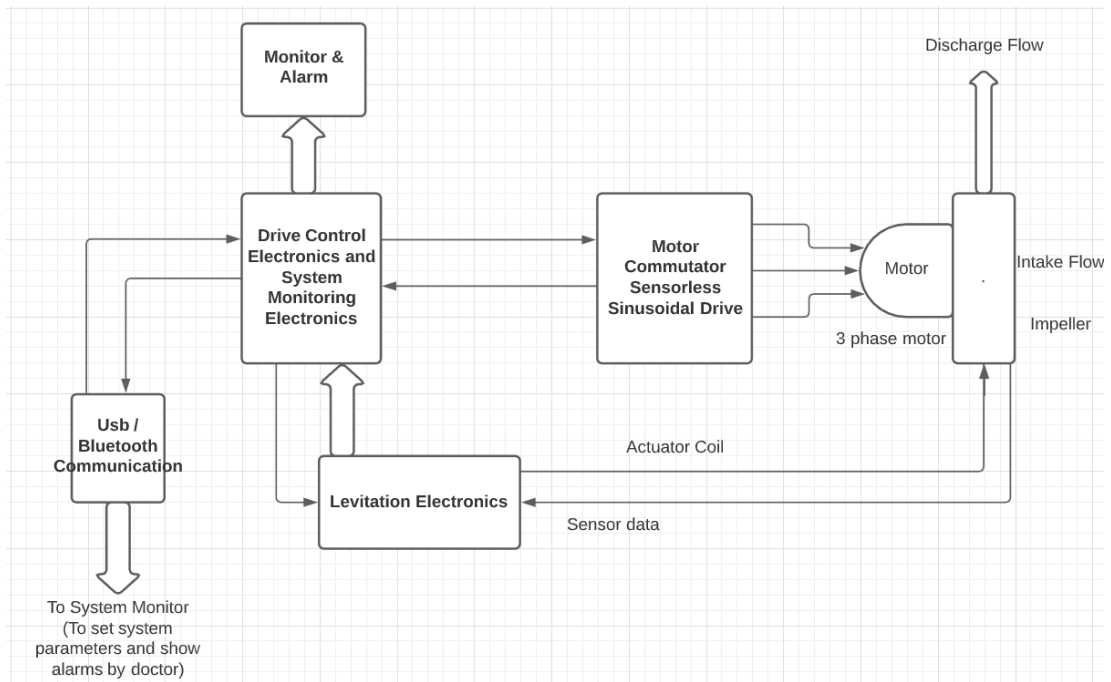 Discharge Flow
Monitor &
Alarm
Drive Control
Electronics and
System
Monitoring
Electronics
Motor
Commutator
Sensorless
Sinusoidal Drive
Motor
Intake Flow
Impeller
3 phase motor
Usb /
Bluetooth
Communication
Actuator Coil
Levitation Electronics
Sensor data
To System Monitor
(To set system
parameters and show
alarms by doctor)